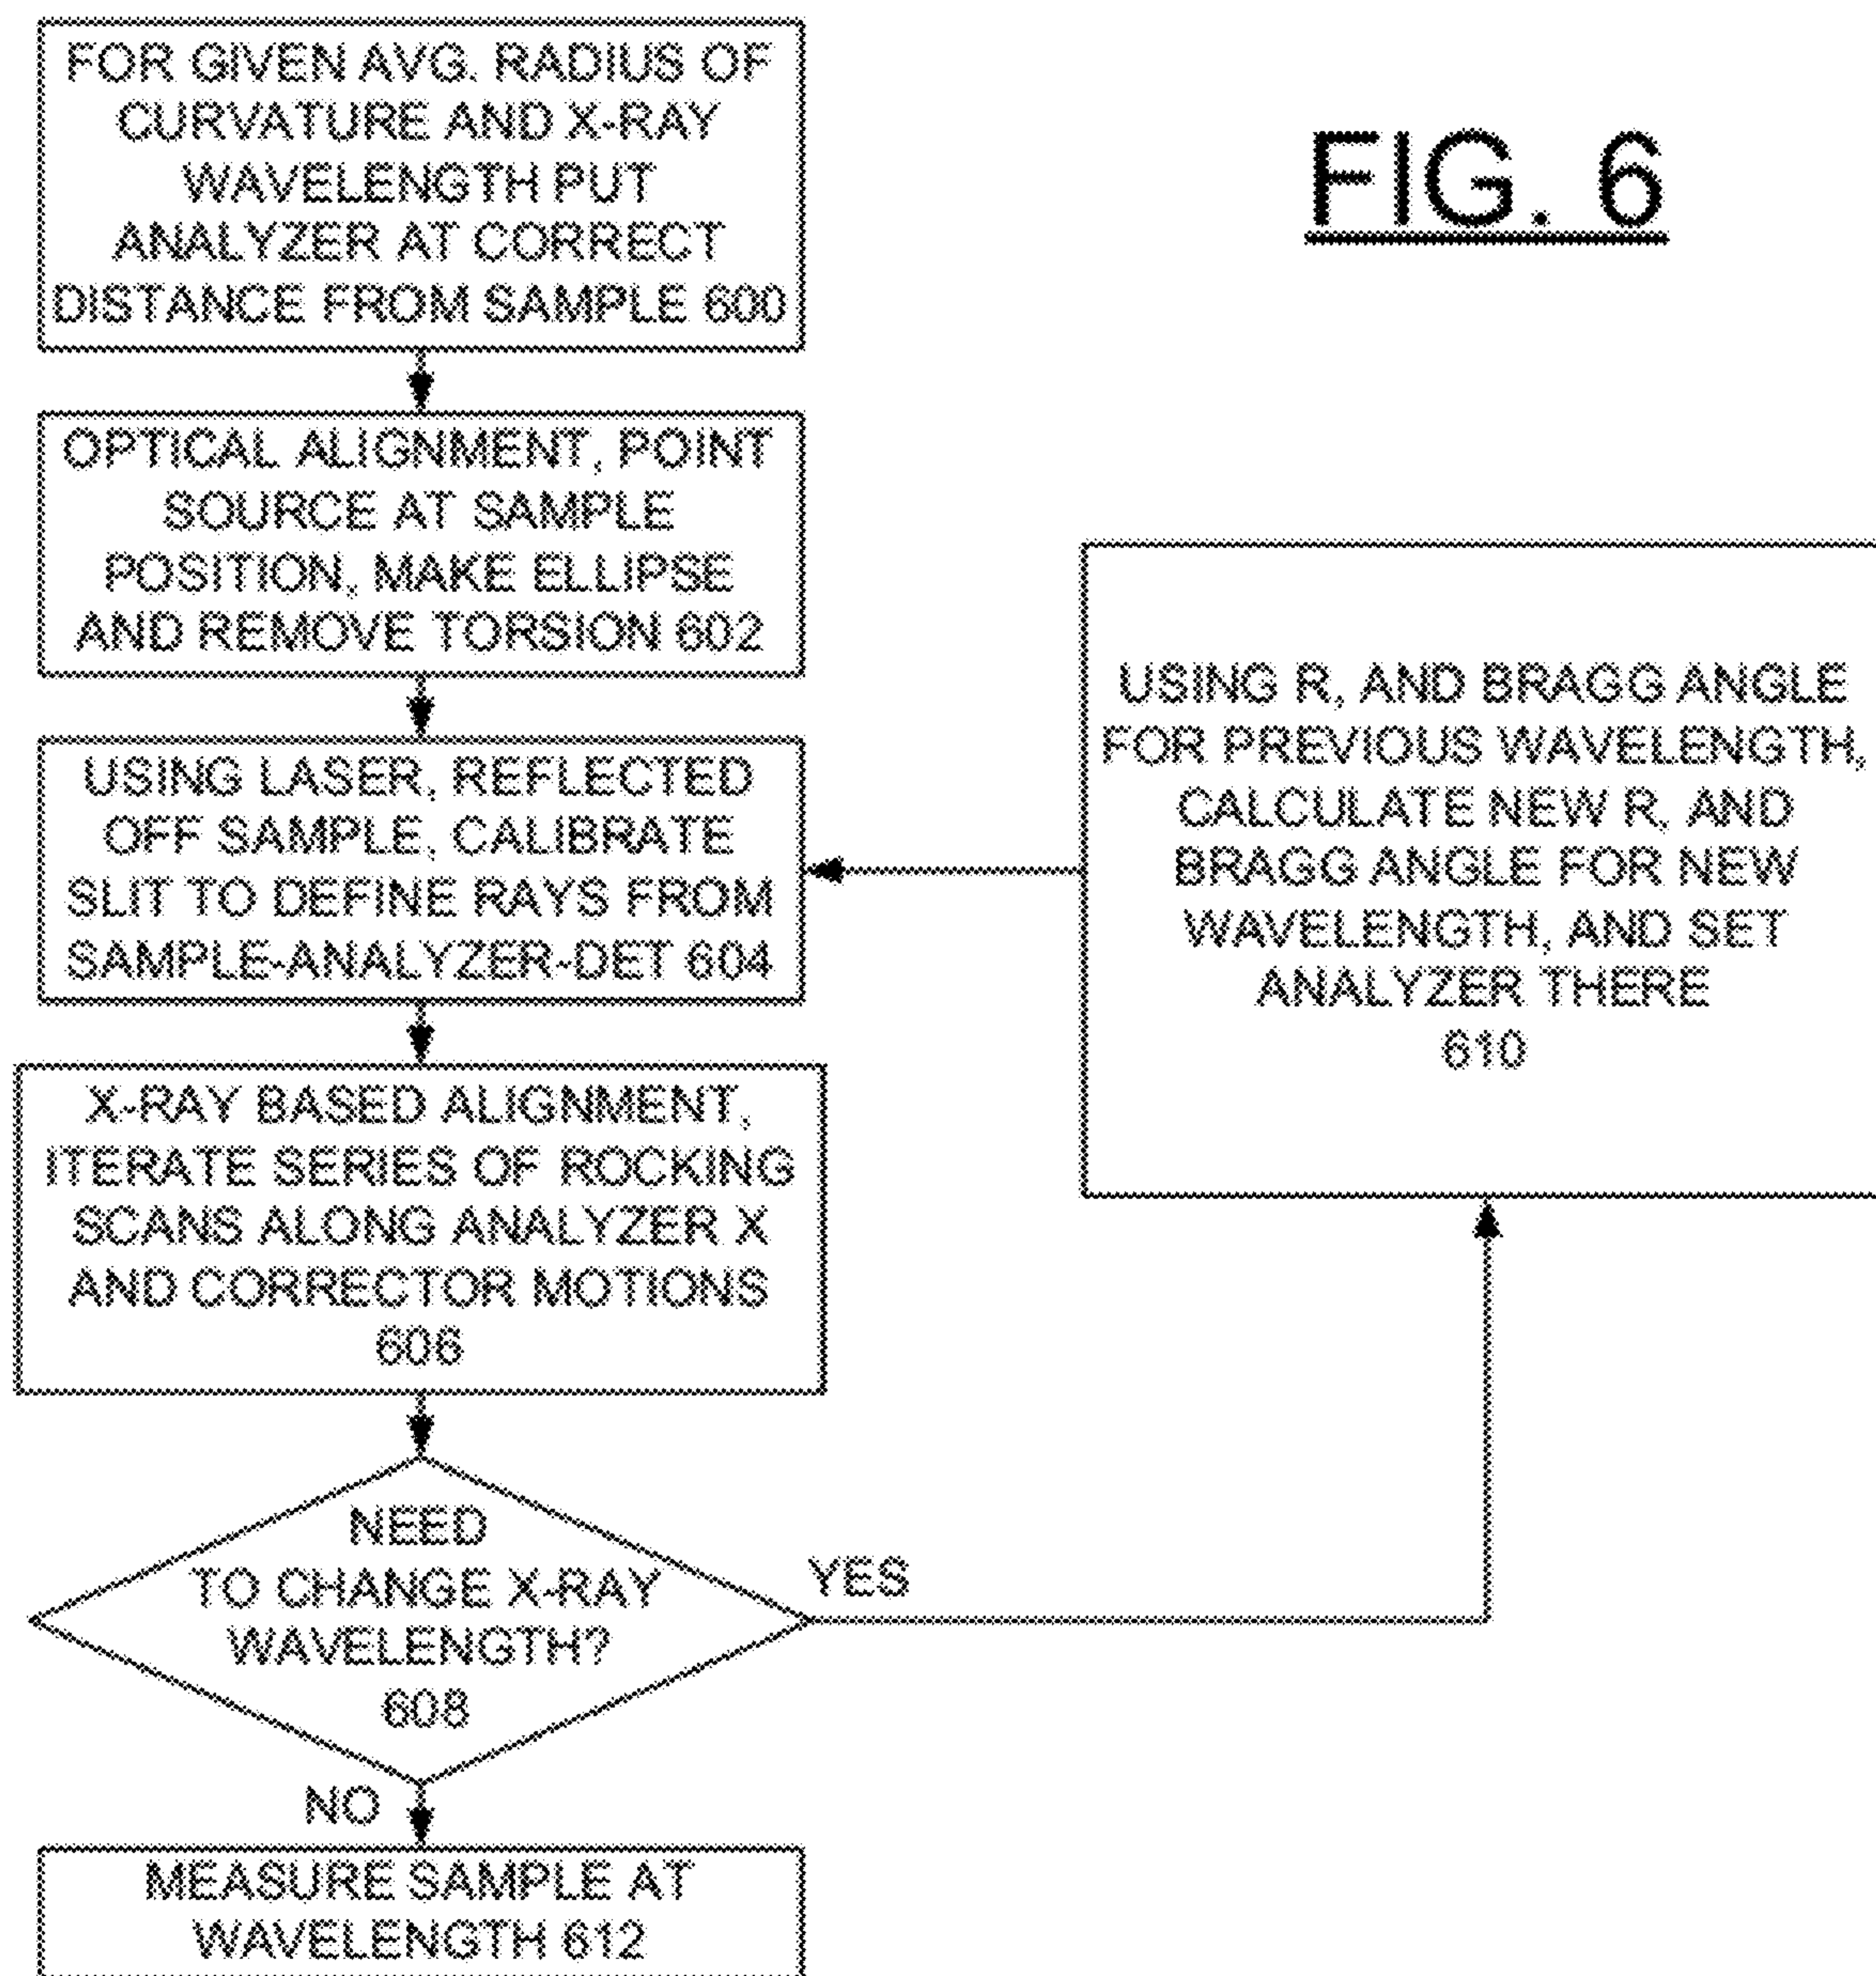 FOR GIVEN AVG. RADIUS OF
CURVATURE AND X-RAY
WAVELENGTH PUT
ANALYZER AT CORRECT
DISTANCE FROM SAMPLE 600
FIG. 6
OPTICAL ALIGNMENT, POINT
SOURCE AT SAMPLE
POSITION, MAKE ELLIPSE
AND REMOVE TORSION 602
USING LASER, REFLECTED
OFF SAMPLE, CALIBRATE
SLIT TO DEFINE RAYS FROM
SAMPLE-ANALYZER-DET 604
X-RAY BASED ALIGNMENT,
ITERATE SERIES OF ROCKING
SCANS ALONG ANALYZER X
AND CORRECTOR MOTIONS
606
NEED
TO CHANGE X-RAY
WAVELENGTH?
608
YES
USING R, AND BRAGG ANGLE
FOR PREVIOUS WAVELENGTH,
CALCULATE NEW R, AND
BRAGG ANGLE FOR NEW
WAVELENGTH, AND SET
ANALYZER THERE
610
NO
MEASURE SAMPLE AT
WAVELENGTH 612